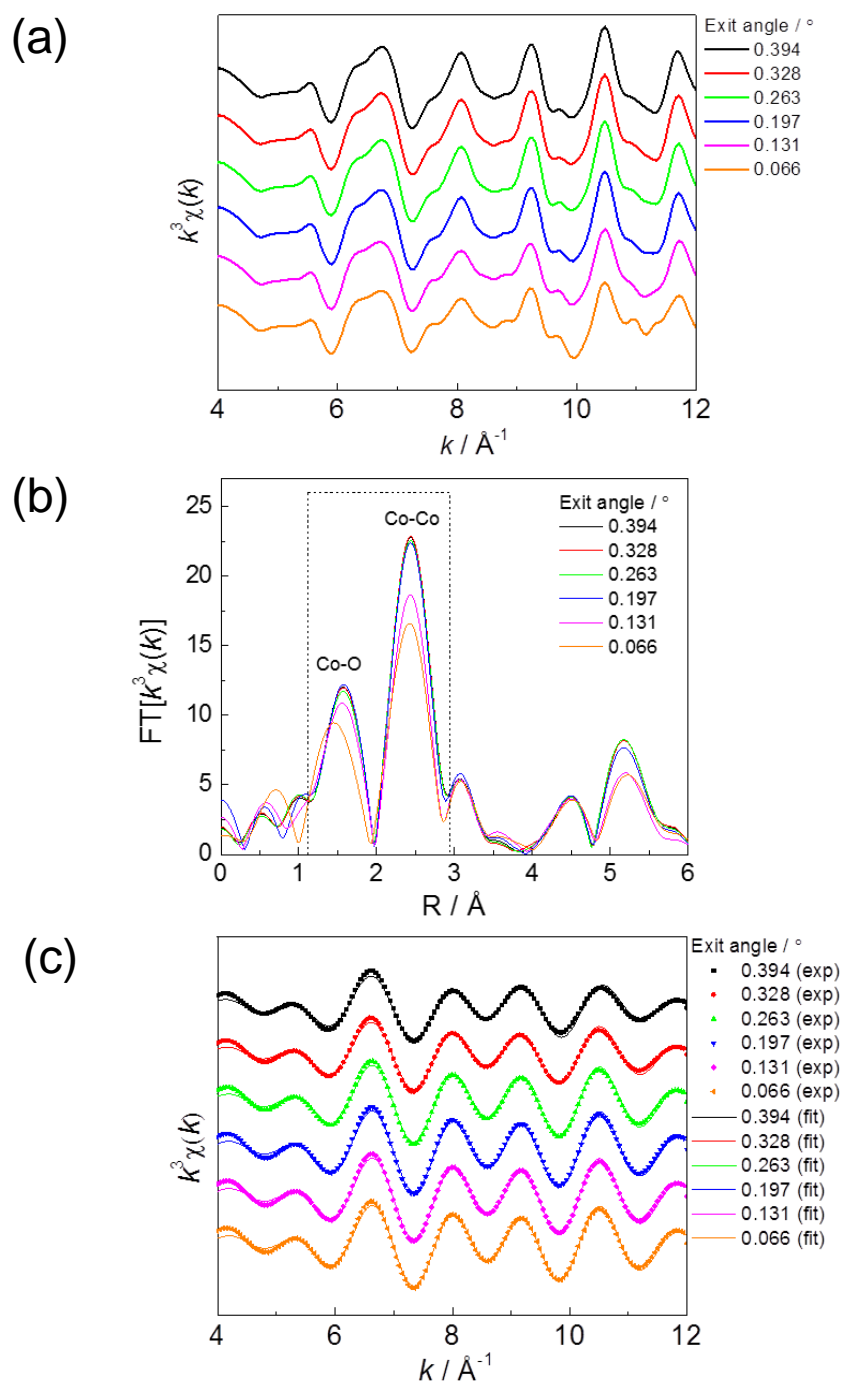 (a)
Exit angle / °
0.394
0.328
0.263
0.197
0.131
0.066
k³χ(k)
4 6 8 10 12
k / Å⁻¹
(b)
25
20
15
10
5
0
FT[k³χ(k)]
Co-O
Co-Co
Exit angle / °
0.394
0.328
0.263
0.197
0.131
0.066
0 1 2 3 4 5 6
R / Å
(c)
Exit angle / °
0.394 (exp)
0.328 (exp)
0.263 (exp)
0.197 (exp)
0.131 (exp)
0.066 (exp)
0.394 (fit)
0.328 (fit)
0.263 (fit)
0.197 (fit)
0.131 (fit)
0.066 (fit)
k³χ(k)
4 6 8 10 12
k / Å⁻¹